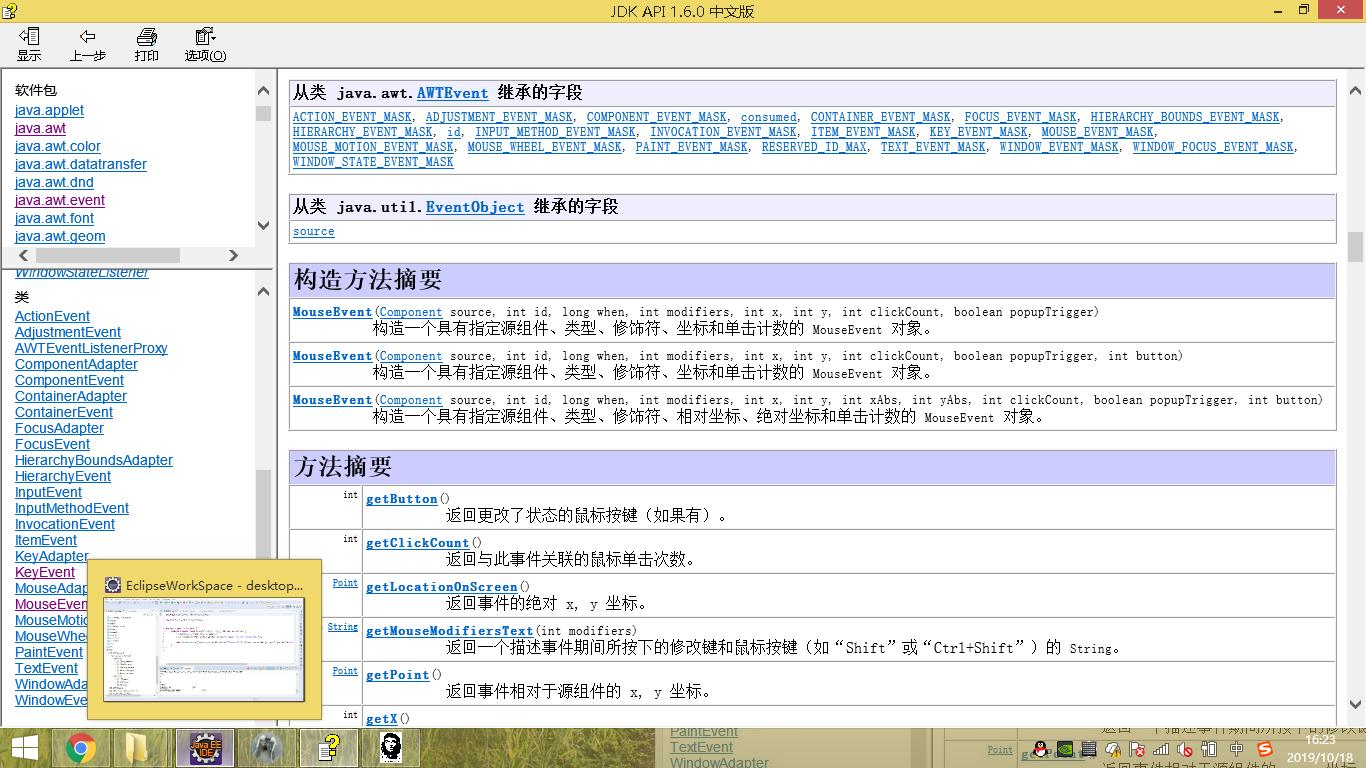 JDK API 1.6.0 中文版
显示
上一步
打印
选项(O)
软件包
java.applet
java.awt
java.awt.color
java.awt.datatransfer
java.awt.dnd
java.awt.event
java.awt.font
java.awt.geom
WindowStateListener
类
ActionEvent
AdjustmentEvent
AWTEventListenerProxy
ComponentAdapter
ComponentEvent
ContainerAdapter
ContainerEvent
FocusAdapter
FocusEvent
HierarchyBoundsAdapter
HierarchyEvent
InputEvent
InputMethodEvent
InvocationEvent
ItemEvent
KeyAdapter
KeyEvent
MouseAdap
MouseEven
MouseMotio
MouseWhe
PaintEvent
TextEvent
WindowAda
WindowEve
EclipseWorkSpace - desktop...
从类 java.awt.AWTEvent 继承的字段
ACTION_EVENT_MASK, ADJUSTMENT_EVENT_MASK, COMPONENT_EVENT_MASK, consumed, CONTAINER_EVENT_MASK, FOCUS_EVENT_MASK, HIERARCHY_BOUNDS_EVENT_MASK,
HIERARCHY_EVENT_MASK, id, INPUT_METHOD_EVENT_MASK, INVOCATION_EVENT_MASK, ITEM_EVENT_MASK, KEY_EVENT_MASK, MOUSE_EVENT_MASK,
MOUSE_MOTION_EVENT_MASK, MOUSE_WHEEL_EVENT_MASK, PAINT_EVENT_MASK, RESERVED_ID_MAX, TEXT_EVENT_MASK, WINDOW_EVENT_MASK, WINDOW_FOCUS_EVENT_MASK,
WINDOW_STATE_EVENT_MASK
从类 java.util.EventObject 继承的字段
source
构造方法摘要
MouseEvent(Component source, int id, long when, int modifiers, int x, int y, int clickCount, boolean popupTrigger)
构造一个具有指定源组件、类型、修饰符、坐标和单击计数的 MouseEvent 对象。
MouseEvent(Component source, int id, long when, int modifiers, int x, int y, int clickCount, boolean popupTrigger, int button)
构造一个具有指定源组件、类型、修饰符、坐标和单击计数的 MouseEvent 对象。
MouseEvent(Component source, int id, long when, int modifiers, int x, int y, int xAbs, int yAbs, int clickCount, boolean popupTrigger, int button)
构造一个具有指定源组件、类型、修饰符、相对坐标、绝对坐标和单击计数的 MouseEvent 对象。
方法摘要
int getButton()
返回更改了状态的鼠标按键（如果有）。
int getClickCount()
返回与此事件关联的鼠标单击次数。
Point getLocationOnScreen()
返回事件的绝对 x, y 坐标。
String getMouseModifiersText(int modifiers)
返回一个描述事件期间所按下的修改键和鼠标按键（如“Shift”或“Ctrl+Shift”）的 String。
Point getPoint()
返回事件相对于源组件的 x, y 坐标。
int getX()
Java EE
IDE
PaintEvent
TextEvent
WindowAdapter
Point
中
16:23
2019/10/18